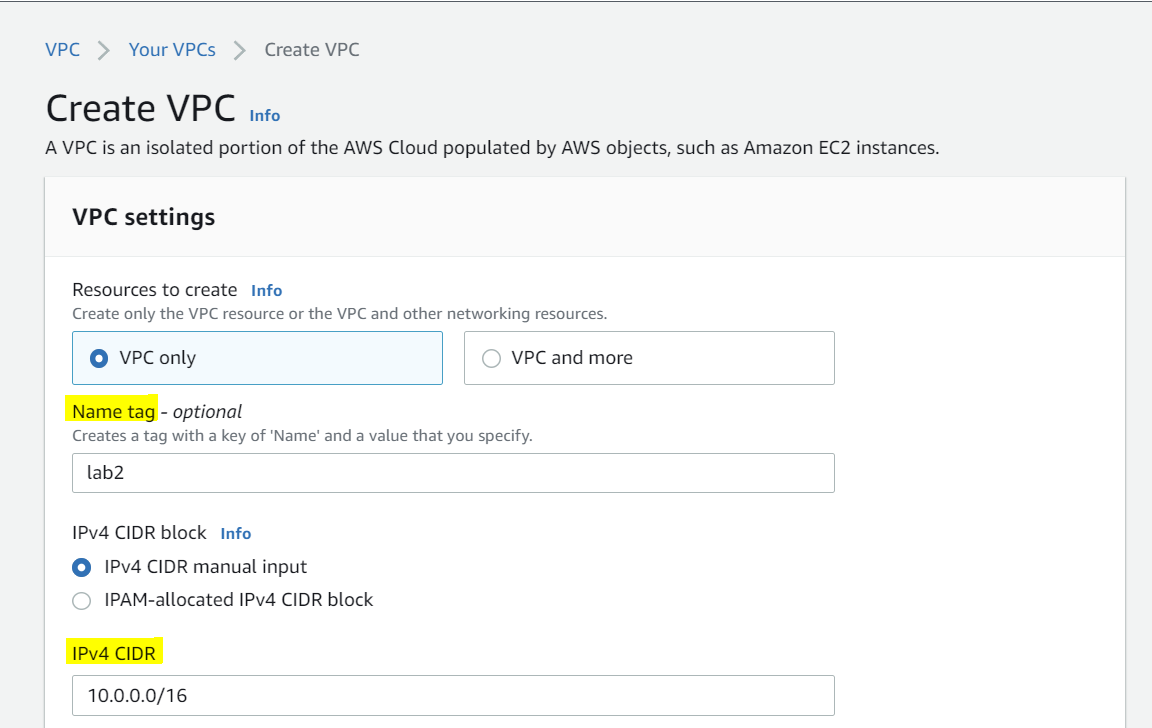 VPC > Your VPCs > Create VPC
Create VPC Info
A VPC is an isolated portion of the AWS Cloud populated by AWS objects, such as Amazon EC2 instances.
VPC settings
Resources to create Info
Create only the VPC resource or the VPC and other networking resources.
VPC only VPC and more
Name tag - optional
Creates a tag with a key of 'Name' and a value that you specify.
lab2
IPv4 CIDR block Info
IPv4 CIDR manual input
IPAM-allocated IPv4 CIDR block
IPv4 CIDR
10.0.0.0/16